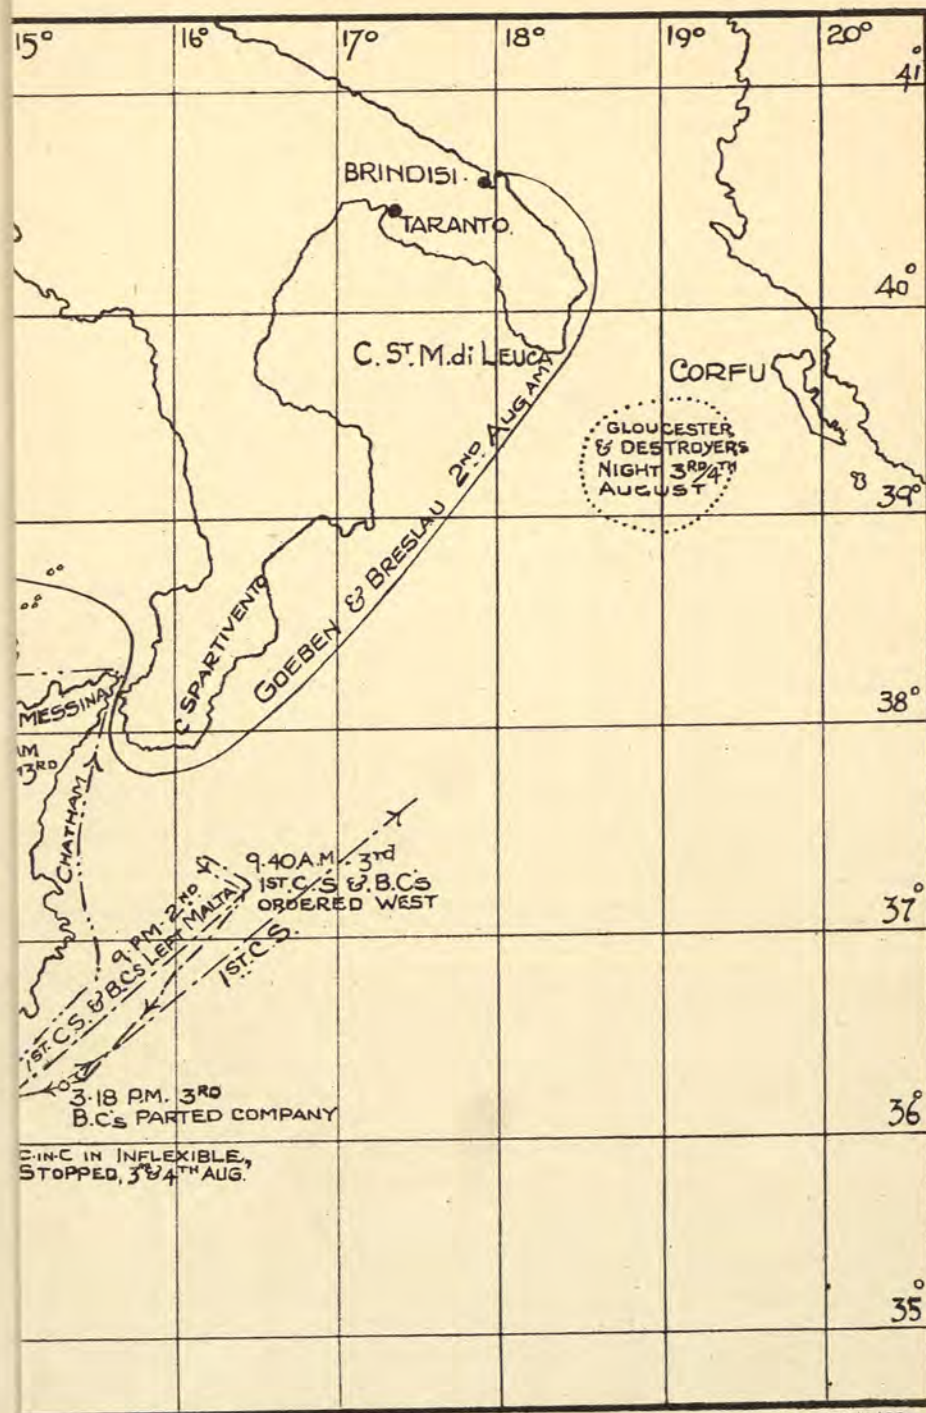 15° 16° 17° 18° 19° 20°
41°
BRINDISI.
TARANTO.
40°
C. ST. M. di LEUCA
CORFU
GLOUCESTER
& DESTROYERS
NIGHT 3RD/4TH
AUGUST
39°
GOEBEN & BRESLAU 2ND AUG AM
C SPARTIVENTO
38°
MESSINA
AM
3RD
CHATHAM
9.40 A.M. 3rd
1ST. C.S & B.C's
ORDERED WEST
37°
9. P.M. 2ND
1ST. C.S. & B.C's LEFT MALTA
1ST. C.S.
3.18 P.M. 3RD
B.C's PARTED COMPANY
36°
C-IN-C IN INFLEXIBLE,
STOPPED, 3RD & 4TH AUG.
35°